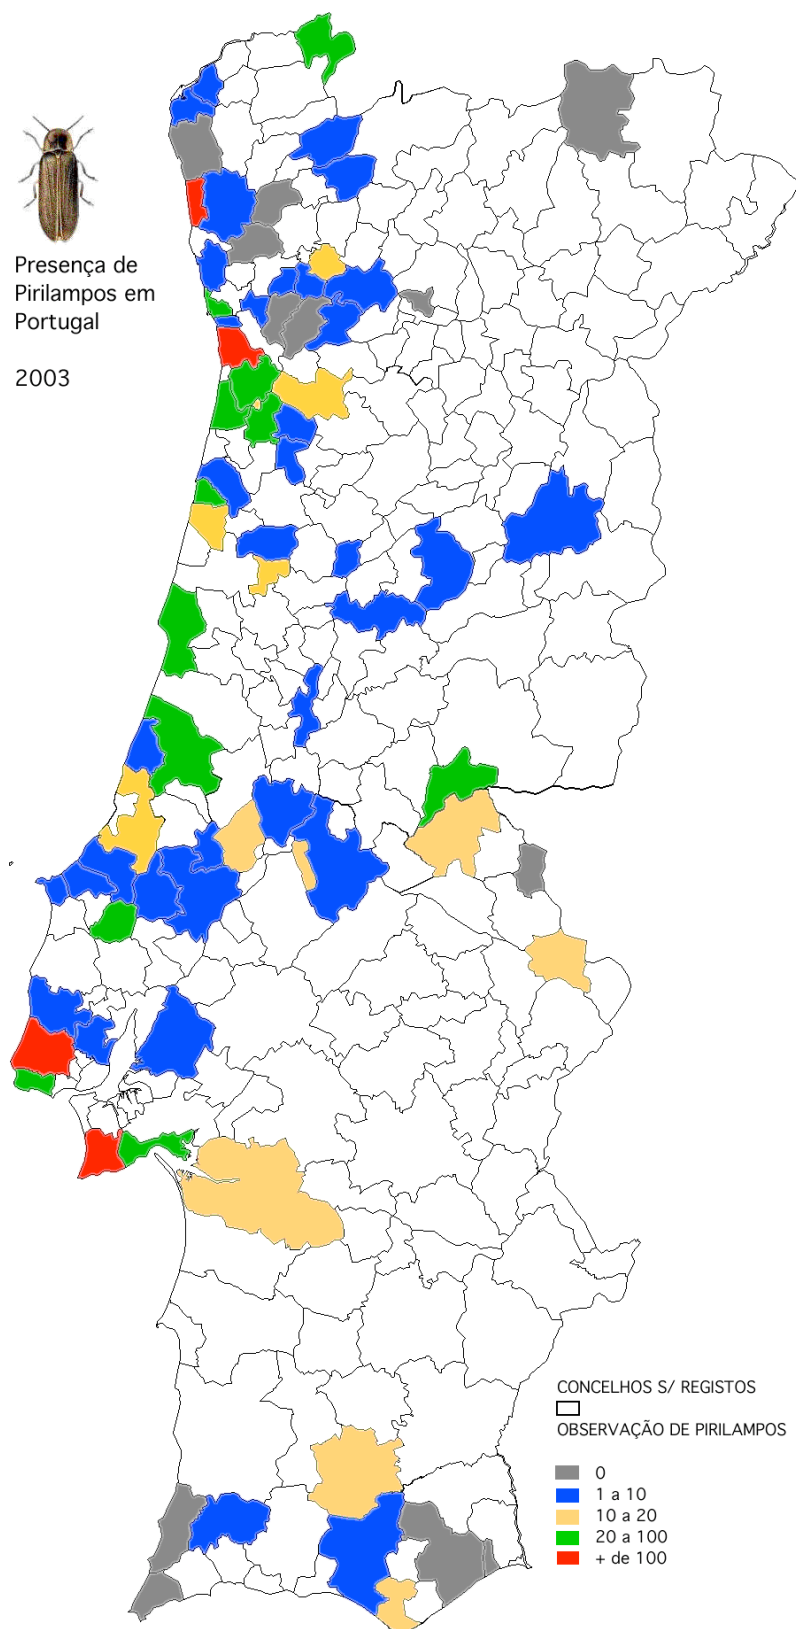 Presença de
Pirilampos em
Portugal
2003
CONCELHOS S/ REGISTOS
OBSERVAÇÃO DE PIRILAMPOS
0
1 a 10
10 a 20
20 a 100
+ de 100